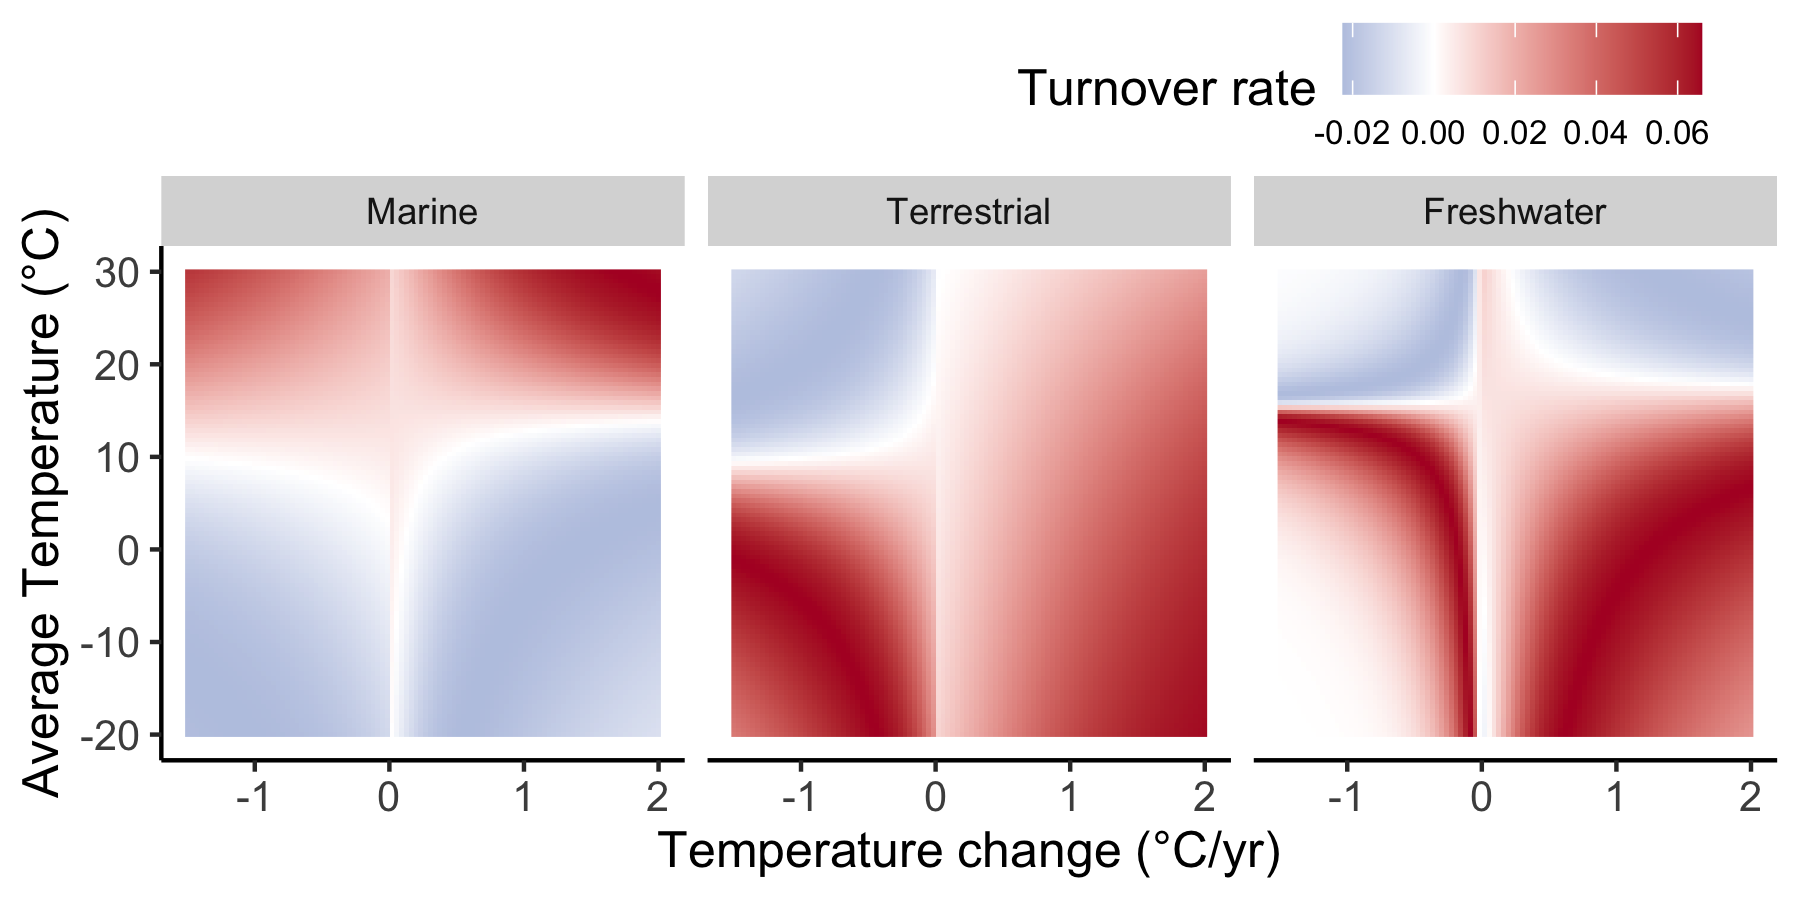 Turnover rate
-0.02 0.00 0.02 0.04 0.06
Marine Terrestrial Freshwater
Average Temperature (°C)
30
20
10
0
-10
-20
-1 0 1 2 -1 0 1 2 -1 0 1 2
Temperature change (°C/yr)